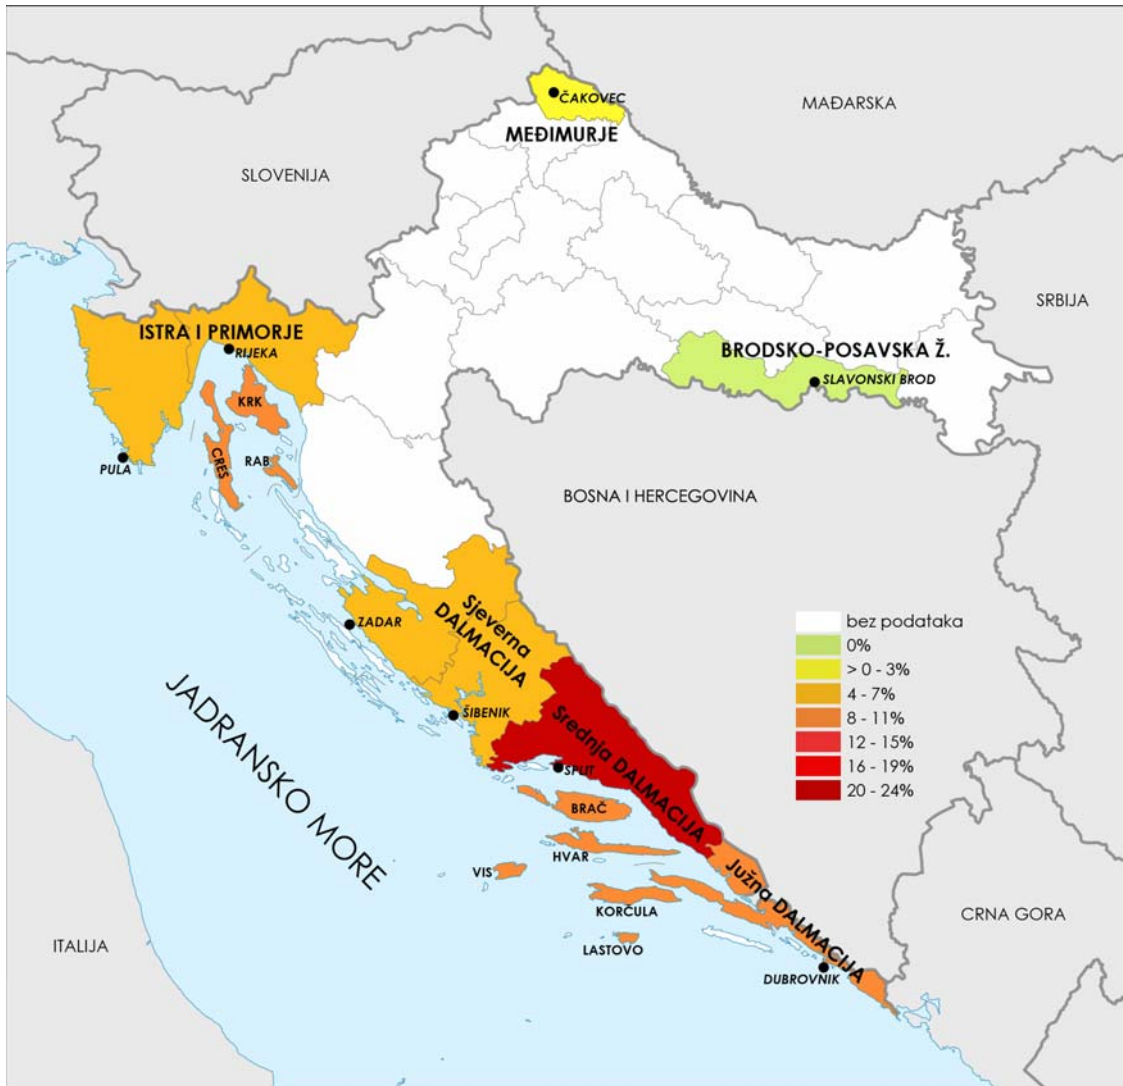 ČAKOVEC
MAĐARSKA
MEĐIMURJE
SLOVENIJA
SRBIJA
ISTRA I PRIMORJE
RIJEKA
BRODSKO-POSAVSKA Ž.
SLAVONSKI BROD
KRK
CRES
RAB
PULA
BOSNA I HERCEGOVINA
Sjeverna
DALMACIJA
ZADAR
ŠIBENIK
bez podataka
0%
> 0 - 3%
4 - 7%
8 - 11%
12 - 15%
16 - 19%
20 - 24%
JADRANSKO MORE
Srednja DALMACIJA
SPLIT
BRAČ
HVAR
VIS
KORČULA
LASTOVO
Južna DALMACIJA
DUBROVNIK
CRNA GORA
ITALIJA